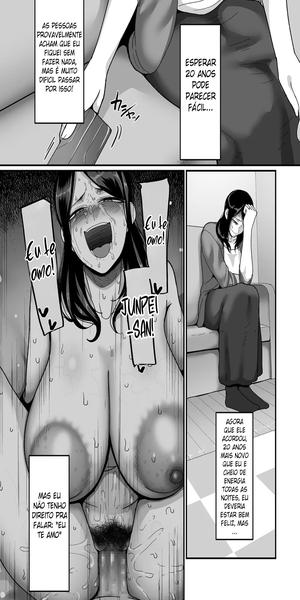 ESPERAR
20 ANOS
PODE
PARECER
FÁCIL...
AS PESSOAS
PROVAVELMENTE
ACHAM QUE EU
FIQUEI SEM
FAZER NADA,
MAS É MUITO
DIFÍCIL PASSAR
POR ISSO!
AGORA
QUE ELE
ACORDOU,
20 ANOS
MAIS NOVO
QUE EU E
CHEIO DE
ENERGIA
TODAS AS
NOITES, EU
DEVERIA
ESTAR BEM
FELIZ, MAS
...
Eu te
amo!
Eu te
amo!
JUNPEI
-SAN!
MAS EU
NÃO TENHO
DIREITO PRA
FALAR: "EU
TE AMO"